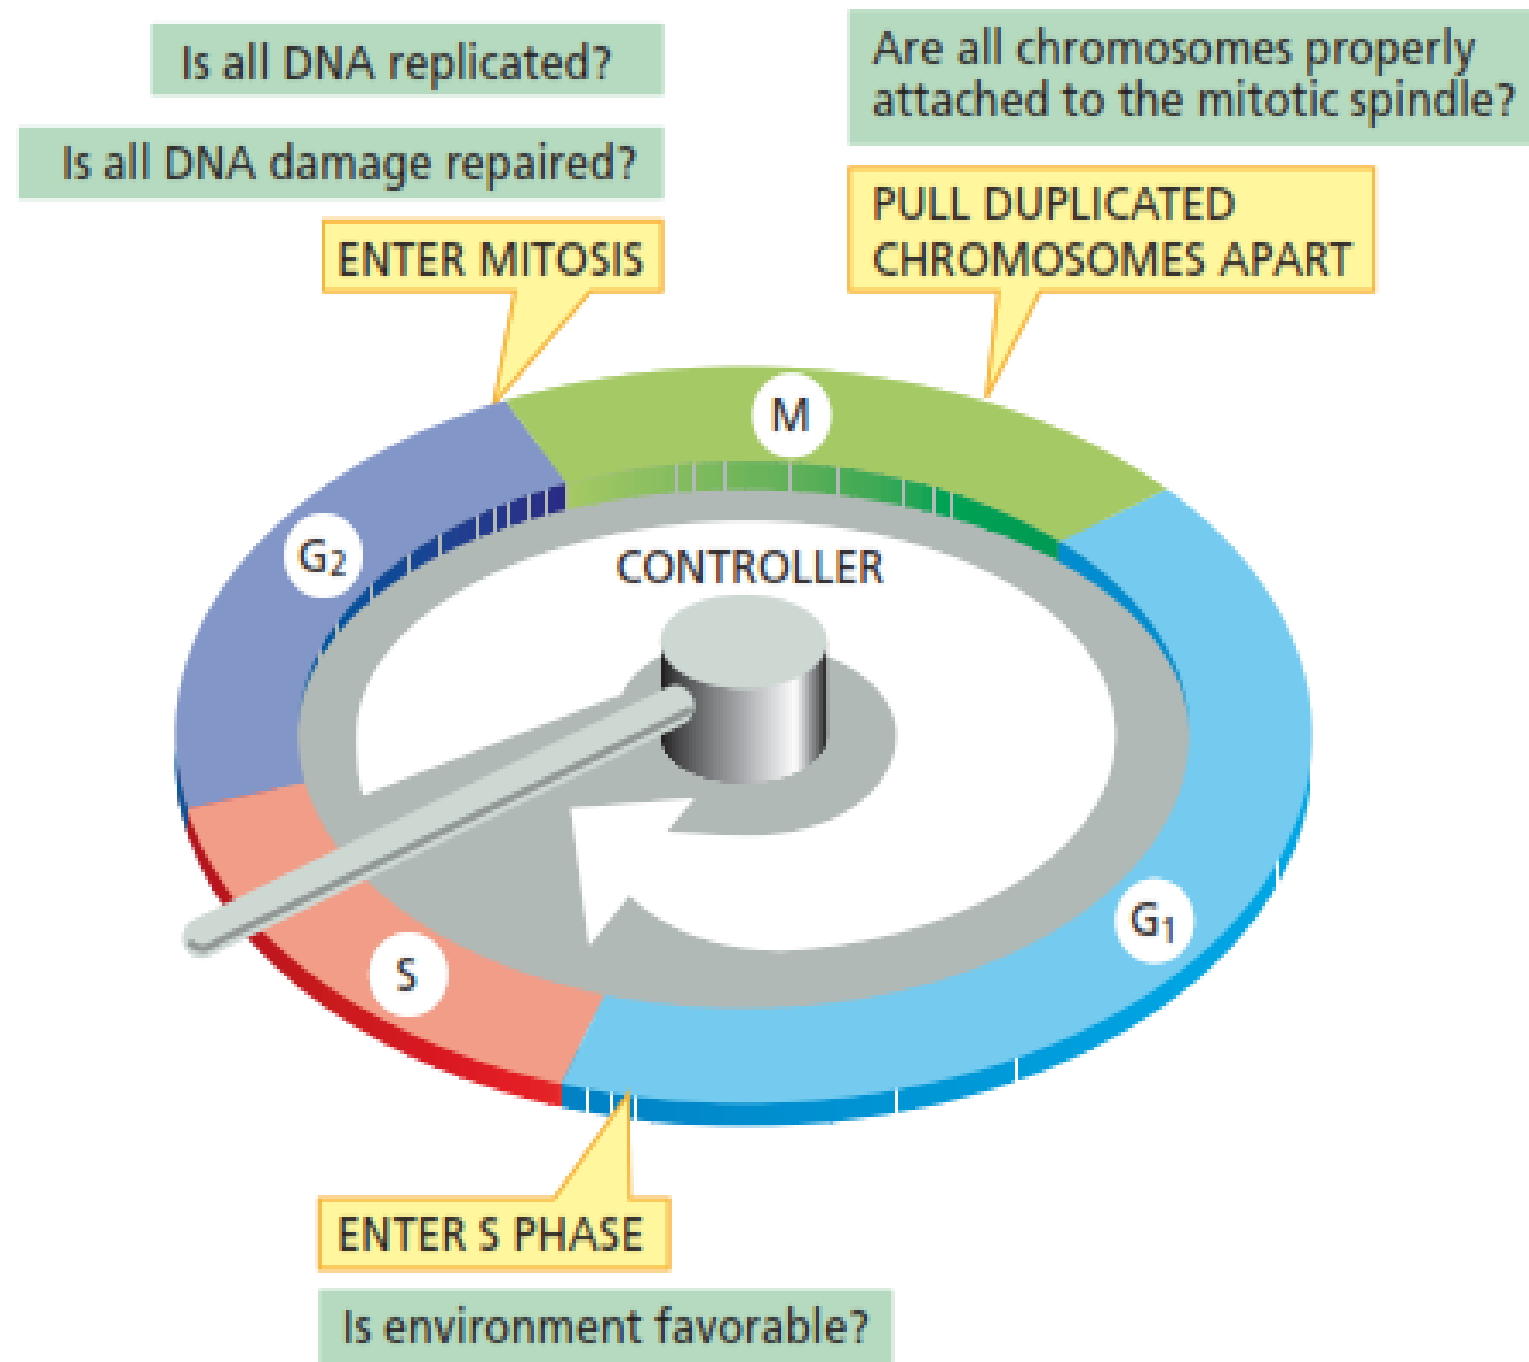 Is all DNA replicated?
Is all DNA damage repaired?
ENTER MITOSIS
Are all chromosomes properly
attached to the mitotic spindle?
PULL DUPLICATED
CHROMOSOMES APART
M
G₂
CONTROLLER
G₁
S
ENTER S PHASE
Is environment favorable?